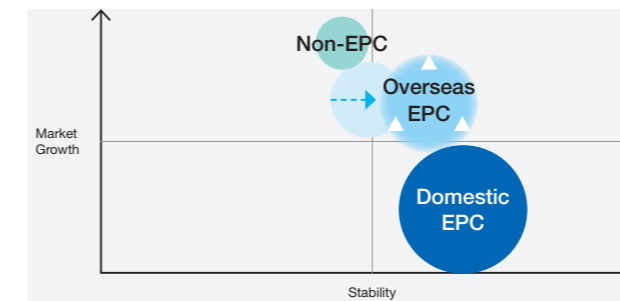 Non-EPC
Overseas
EPC
Market
Growth
Domestic
EPC
Stability